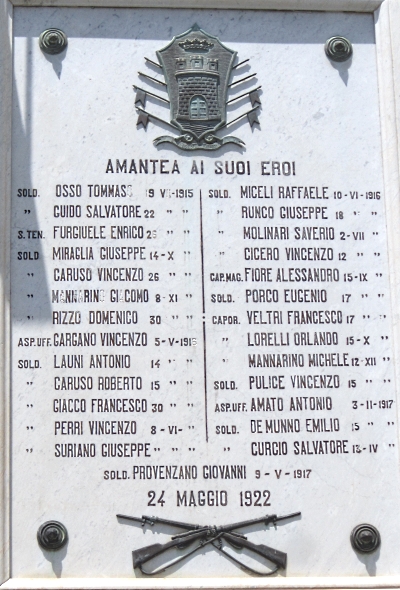 AMANTEA AI SUOI EROI
SOLD. OSSO TOMMASO 9 VI-1915
" GUIDO SALVATORE 22 " "
S.TEN. FURGIUELE ENRICO " "
SOLD. MIRAGLIA GIUSEPPE 14-X "
" CARUSO VINCENZO 26 " "
" MANNARINO GIACOMO 8-XI "
" RIZZO DOMENICO 30 " "
ASP.UFF. GARGANO VINCENZO 5-V-1916
SOLD. LAUNI ANTONIO 14 " "
" CARUSO ROBERTO 15 " "
" GIACCO FRANCESCO 30 " "
" PERRI VINCENZO 8-VI- "
" SURIANO GIUSEPPE " " "
SOLD. MICELI RAFFAELE 10-VI-1916
" RUNCO GIUSEPPE 18 " "
" MOLINARI SAVERIO 2-VII "
" CICERO VINCENZO 12 " "
CAP.MAG. FIORE ALESSANDRO 15-IX "
SOLD. PORCO EUGENIO 17 " "
CAPOR. VELTRI FRANCESCO 17 " "
" LORELLI ORLANDO 15-X "
" MANNARINO MICHELE 12-XII "
SOLD. PULICE VINCENZO 15 " "
ASP.UFF. AMATO ANTONIO 3-11-1917
SOLD. DE MUNNO EMILIO 15 " "
" CURCIO SALVATORE 13-IV "
SOLD. PROVENZANO GIOVANNI 9-V-1917
24 MAGGIO 1922